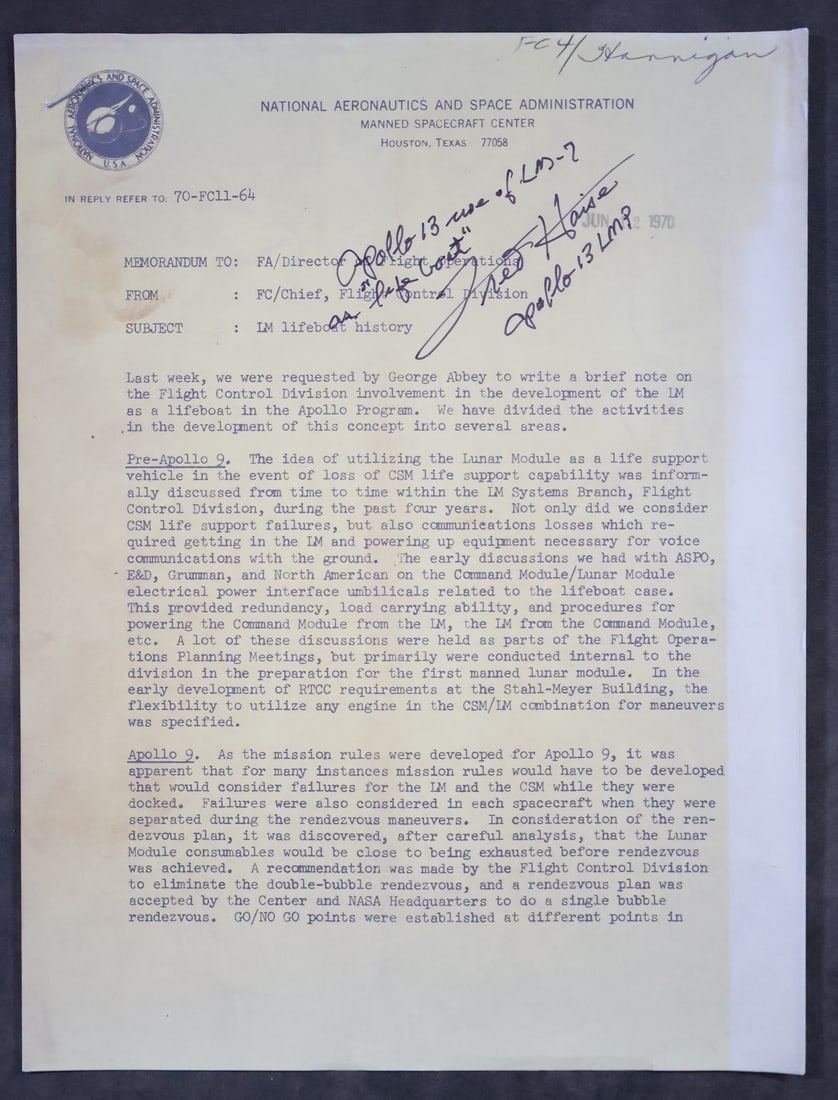 FC4/Hannigan
NATIONAL AERONAUTICS AND SPACE ADMINISTRATION
U.S.A.
NATIONAL AERONAUTICS AND SPACE ADMINISTRATION
MANNED SPACECRAFT CENTER
HOUSTON, TEXAS 77058
IN REPLY REFER TO: 70-FC11-64
JUN 2 1970
Apollo 13 use of LM-7
as "life boat"
Fred Haise
Apollo 13 LMP
MEMORANDUM TO: FA/Director of Flight Operations
FROM : FC/Chief, Flight Control Division
SUBJECT : LM lifeboat history
Last week, we were requested by George Abbey to write a brief note on
the Flight Control Division involvement in the development of the LM
as a lifeboat in the Apollo Program. We have divided the activities
in the development of this concept into several areas.
Pre-Apollo 9. The idea of utilizing the Lunar Module as a life support
vehicle in the event of loss of CSM life support capability was inform-
ally discussed from time to time within the LM Systems Branch, Flight
Control Division, during the past four years. Not only did we consider
CSM life support failures, but also communications losses which re-
quired getting in the LM and powering up equipment necessary for voice
communications with the ground. The early discussions we had with ASPO,
E&D, Grumman, and North American on the Command Module/Lunar Module
electrical power interface umbilicals related to the lifeboat case.
This provided redundancy, load carrying ability, and procedures for
powering the Command Module from the LM, the LM from the Command Module,
etc. A lot of these discussions were held as parts of the Flight Opera-
tions Planning Meetings, but primarily were conducted internal to the
division in the preparation for the first manned lunar module. In the
early development of RTCC requirements at the Stahl-Meyer Building, the
flexibility to utilize any engine in the CSM/LM combination for maneuvers
was specified.
Apollo 9. As the mission rules were developed for Apollo 9, it was
apparent that for many instances mission rules would have to be developed
that would consider failures for the LM and the CSM while they were
docked. Failures were also considered in each spacecraft when they were
separated during the rendezvous maneuvers. In consideration of the ren-
dezvous plan, it was discovered, after careful analysis, that the Lunar
Module consumables would be close to being exhausted before rendezvous
was achieved. A recommendation was made by the Flight Control Division
to eliminate the double-bubble rendezvous, and a rendezvous plan was
accepted by the Center and NASA Headquarters to do a single bubble
rendezvous. GO/NO GO points were established at different points in